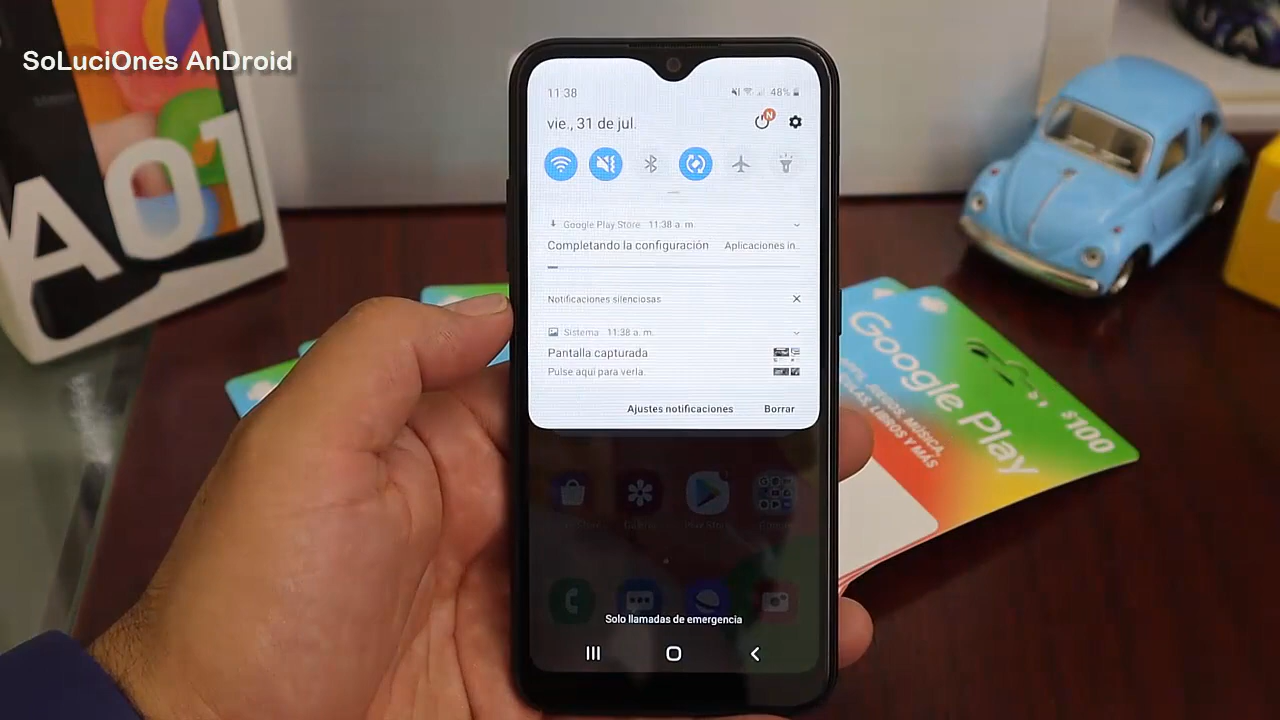 SoLuciOnes AnDroid
A01
11:38
48%
vie., 31 de jul.
N
Google Play Store 11:38 a. m.
Completando la configuración Aplicaciones in..
Notificaciones silenciosas
Sistema 11:38 a. m.
Pantalla capturada
Pulse aquí para verla.
Ajustes notificaciones Borrar
Solo llamadas de emergencia
Google Play
$100